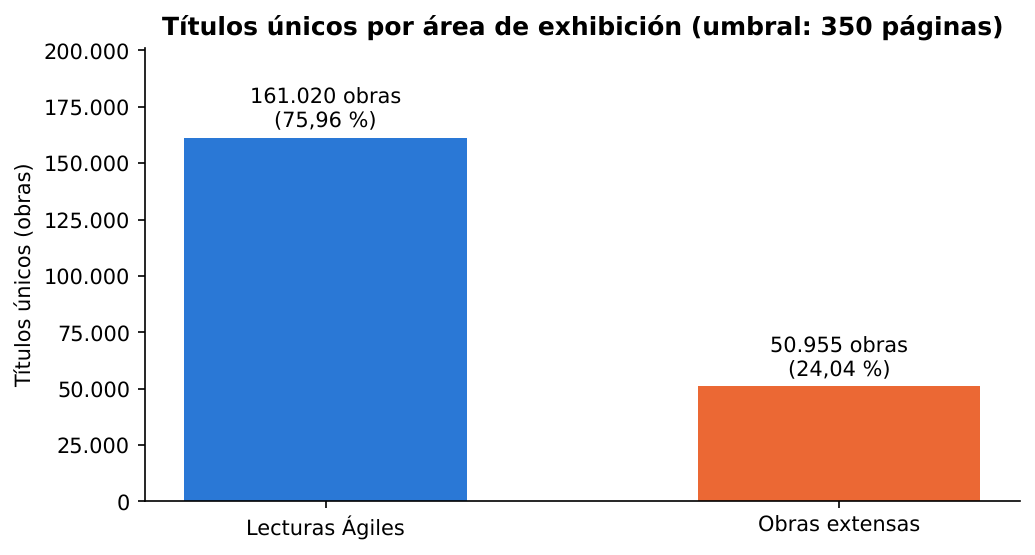 Títulos únicos por área de exhibición (umbral: 350 páginas)
Títulos únicos (obras)
200.000
175.000
150.000
125.000
100.000
75.000
50.000
25.000
0
161.020 obras
(75,96 %)
50.955 obras
(24,04 %)
Lecturas Ágiles
Obras extensas